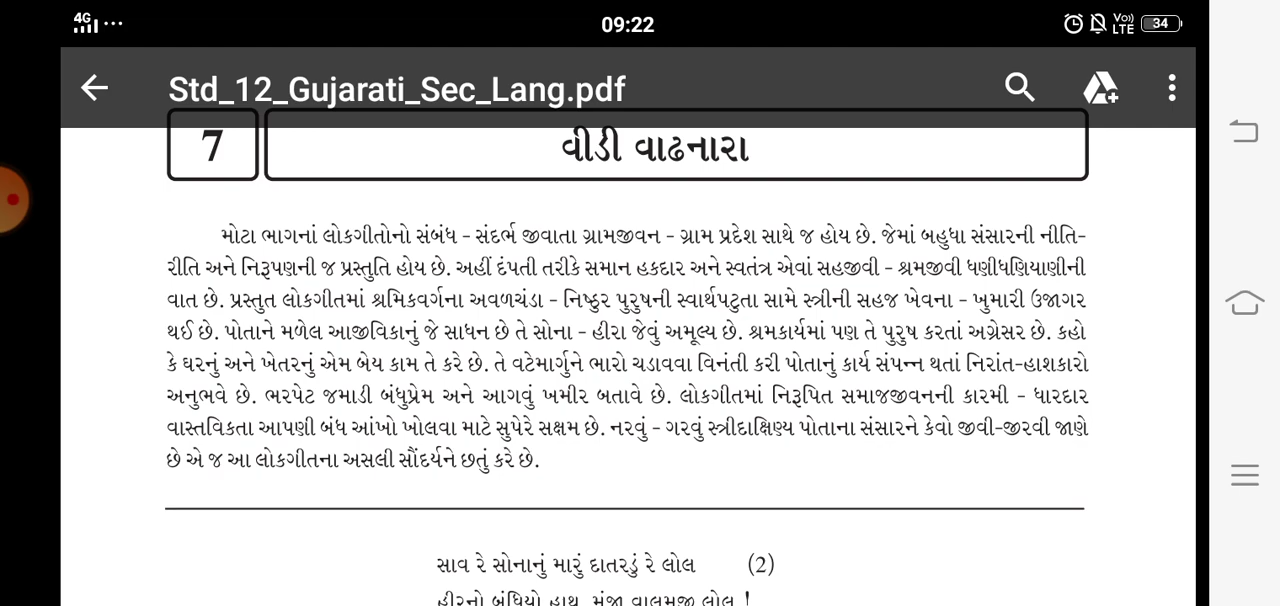 4G ...
09:22
Vo)) LTE 34
Std_12_Gujarati_Sec_Lang.pdf
7 વીડી વાઢનારા
મોટા ભાગનાં લોકગીતોનો સંબંધ - સંદર્ભ જીવાતા ગ્રામજીવન - ગ્રામ પ્રદેશ સાથે જ હોય છે. જેમાં બહુધા સંસારની નીતિ-
રીતિ અને નિરૂપણની જ પ્રસ્તુતિ હોય છે. અહીં દંપતી તરીકે સમાન હકદાર અને સ્વતંત્ર એવાં સહજીવી - શ્રમજીવી ધણીધણિયાણીની
વાત છે. પ્રસ્તુત લોકગીતમાં શ્રમિકવર્ગના અવળચંડા - નિષ્ઠુર પુરુષની સ્વાર્થપટુતા સામે સ્ત્રીની સહજ ખેવના - ખુમારી ઉજાગર
થઈ છે. પોતાને મળેલ આજીવિકાનું જે સાધન છે તે સોના - હીરા જેવું અમૂલ્ય છે. શ્રમકાર્યમાં પણ તે પુરુષ કરતાં અગ્રેસર છે. કહો
કે ઘરનું અને ખેતરનું એમ બેય કામ તે કરે છે. તે વટેમાર્ગુને ભારો ચડાવવા વિનંતી કરી પોતાનું કાર્ય સંપન્ન થતાં નિરાંત-હાશકારો
અનુભવે છે. ભરપેટ જમાડી બંધુપ્રેમ અને આગવું ખમીર બતાવે છે. લોકગીતમાં નિરૂપિત સમાજજીવનની કારમી - ધારદાર
વાસ્તવિકતા આપણી બંધ આંખો ખોલવા માટે સુપેરે સક્ષમ છે. નરવું - ગરવું સ્ત્રીદાક્ષિણ્ય પોતાના સંસારને કેવો જીવી-જીરવી જાણે
છે એ જ આ લોકગીતના અસલી સૌંદર્યને છતું કરે છે.
સાવ રે સોનાનું મારું દાતરડું રે લોલ (2)
હીરનો બંધિયો હાથ, મુંજા વાલમજી લોલ !